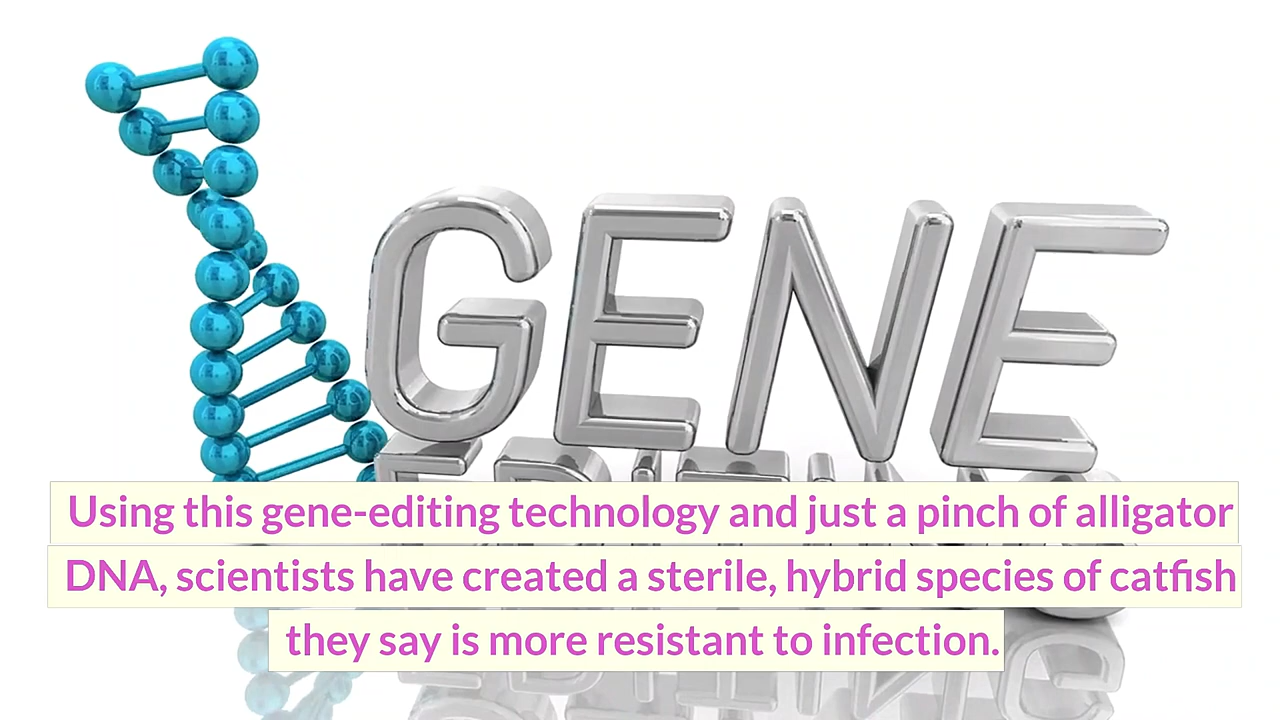 GENE
EDITING
Using this gene-editing technology and just a pinch of alligator
DNA, scientists have created a sterile, hybrid species of catfish
they say is more resistant to infection.